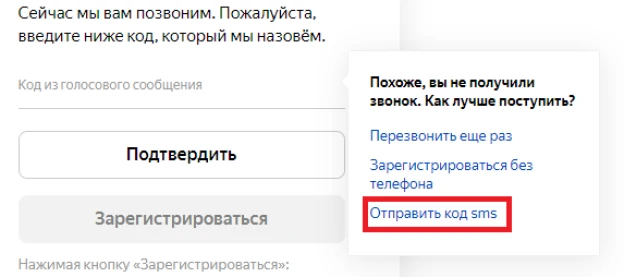 Сейчас мы вам позвоним. Пожалуйста,
введите ниже код, который мы назовём.
Код из голосового сообщения
Подтвердить
Зарегистрироваться
Нажимая кнопку «Зарегистрироваться»:
Похоже, вы не получили
звонок. Как лучше поступить?
Перезвонить еще раз
Зарегистрироваться без
телефона
Отправить код sms